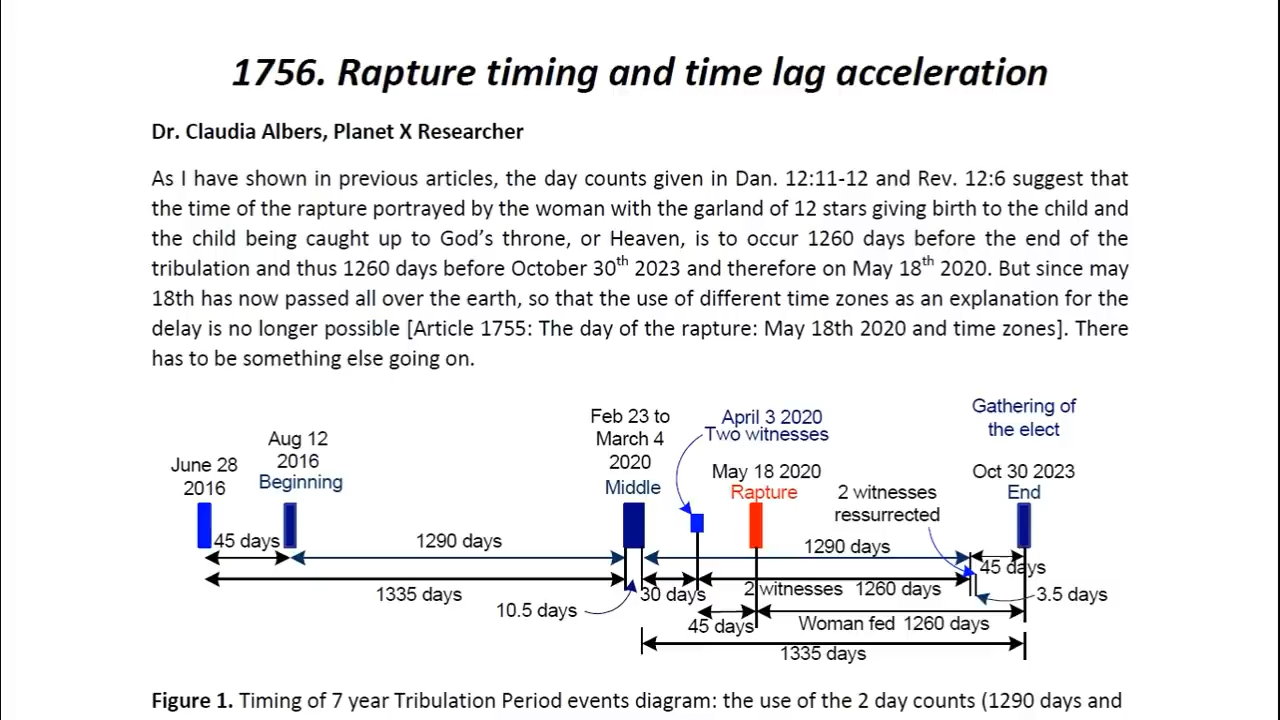 1756. Rapture timing and time lag acceleration
Dr. Claudia Albers, Planet X Researcher
As I have shown in previous articles, the day counts given in Dan. 12:11-12 and Rev. 12:6 suggest that
the time of the rapture portrayed by the woman with the garland of 12 stars giving birth to the child and
the child being caught up to God's throne, or Heaven, is to occur 1260 days before the end of the
tribulation and thus 1260 days before October 30th 2023 and therefore on May 18th 2020. But since may
18th has now passed all over the earth, so that the use of different time zones as an explanation for the
delay is no longer possible [Article 1755: The day of the rapture: May 18th 2020 and time zones]. There
has to be something else going on.
June 28
2016
Aug 12
2016
Beginning
Feb 23 to
March 4
2020
Middle
April 3 2020
Two witnesses
May 18 2020
Rapture
2 witnesses
ressurrected
Gathering of
the elect
Oct 30 2023
End
45 days
1290 days
1290 days
45 days
1335 days
10.5 days
30 days
2 witnesses 1260 days
3.5 days
45 days
Woman fed 1260 days
1335 days
Figure 1. Timing of 7 year Tribulation Period events diagram: the use of the 2 day counts (1290 days and